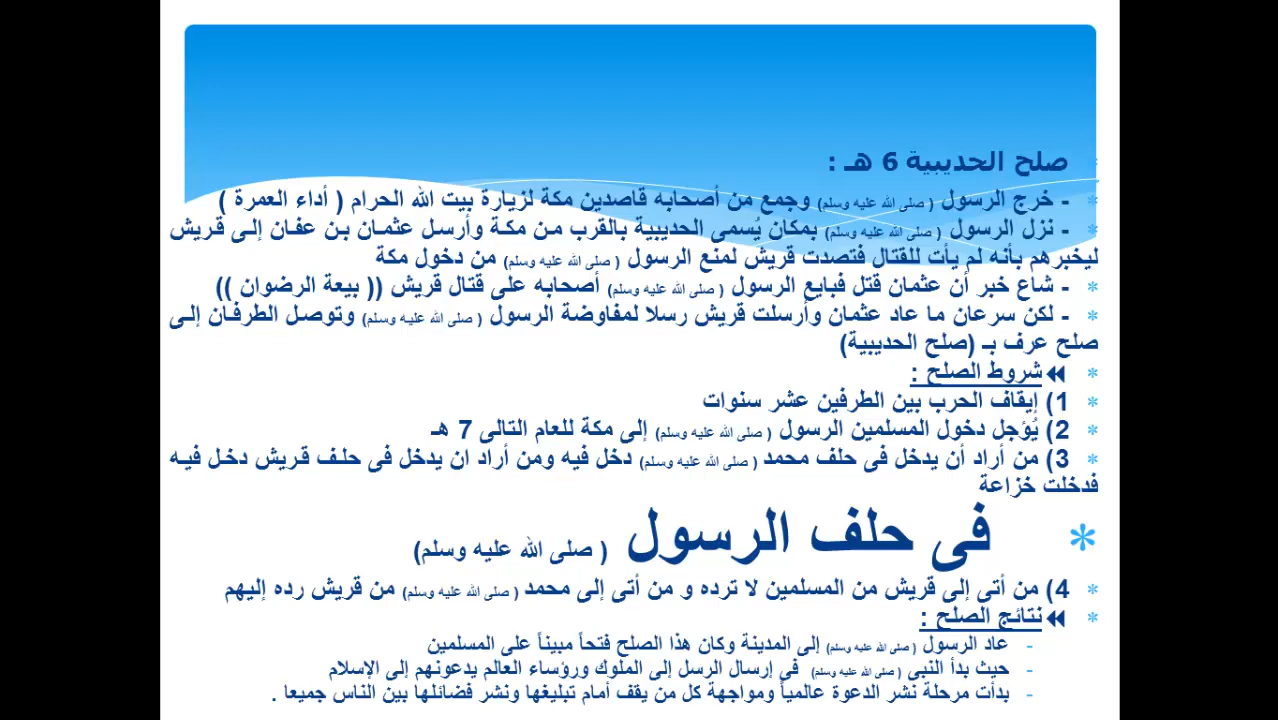 صلح الحديبية 6 هـ :
- خرج الرسول ( صلى الله عليه وسلم) وجمع من أصحابه قاصدين مكة لزيارة بيت الله الحرام ( أداء العمرة )
- نزل الرسول ( صلى الله عليه وسلم) بمكان يُسمى الحديبية بالقرب من مكة وأرسل عثمان بن عفان إلى قريش
ليخبرهم بأنه لم يأت للقتال فتصدت قريش لمنع الرسول ( صلى الله عليه وسلم) من دخول مكة
- شاع خبر أن عثمان قتل فبايع الرسول ( صلى الله عليه وسلم) أصحابه على قتال قريش (( بيعة الرضوان ))
- لكن سرعان ما عاد عثمان وأرسلت قريش رسلا لمفاوضة الرسول ( صلى الله عليه وسلم) وتوصل الطرفان إلى
صلح عرف بـ (صلح الحديبية)
شروط الصلح :
1) إيقاف الحرب بين الطرفين عشر سنوات
2) يُؤجل دخول المسلمين الرسول ( صلى الله عليه وسلم) إلى مكة للعام التالى 7 هـ
3) من أراد أن يدخل فى حلف محمد ( صلى الله عليه وسلم) دخل فيه ومن أراد ان يدخل فى حلف قريش دخل فيه
فدخلت خزاعة
* فى حلف الرسول ( صلى الله عليه وسلم)
4) من أتى إلى قريش من المسلمين لا ترده و من أتى إلى محمد ( صلى الله عليه وسلم) من قريش رده إليهم
نتائج الصلح :
- عاد الرسول ( صلى الله عليه وسلم) إلى المدينة وكان هذا الصلح فتحاً مبيناً على المسلمين
- حيث بدأ النبى ( صلى الله عليه وسلم) فى إرسال الرسل إلى الملوك ورؤساء العالم يدعونهم إلى الإسلام
- بدأت مرحلة نشر الدعوة عالمياً ومواجهة كل من يقف أمام تبليغها ونشر فضائلها بين الناس جميعا .